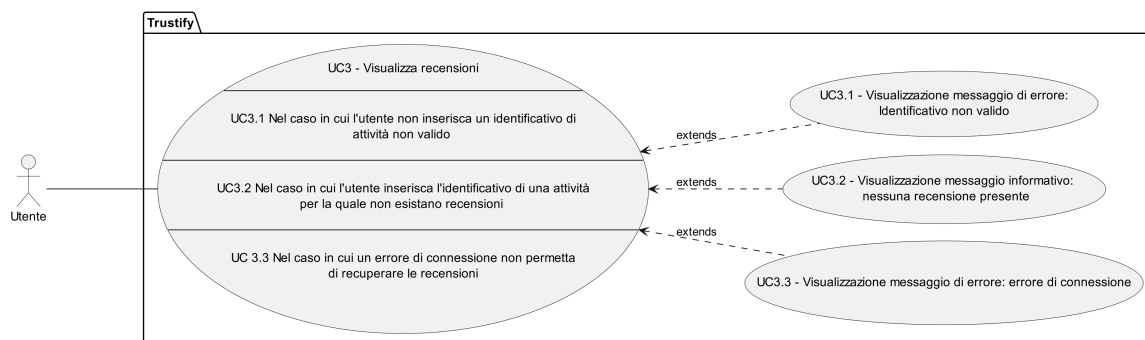 Trustify
UC3 - Visualizza recensioni
UC3.1 Nel caso in cui l'utente non inserisca un identificativo di
attività non valido
UC3.2 Nel caso in cui l'utente inserisca l'identificativo di una attività
per la quale non esistano recensioni
UC 3.3 Nel caso in cui un errore di connessione non permetta
di recuperare le recensioni
Utente
extends
extends
extends
UC3.1 - Visualizzazione messaggio di errore:
Identificativo non valido
UC3.2 - Visualizzazione messaggio informativo:
nessuna recensione presente
UC3.3 - Visualizzazione messaggio di errore: errore di connessione